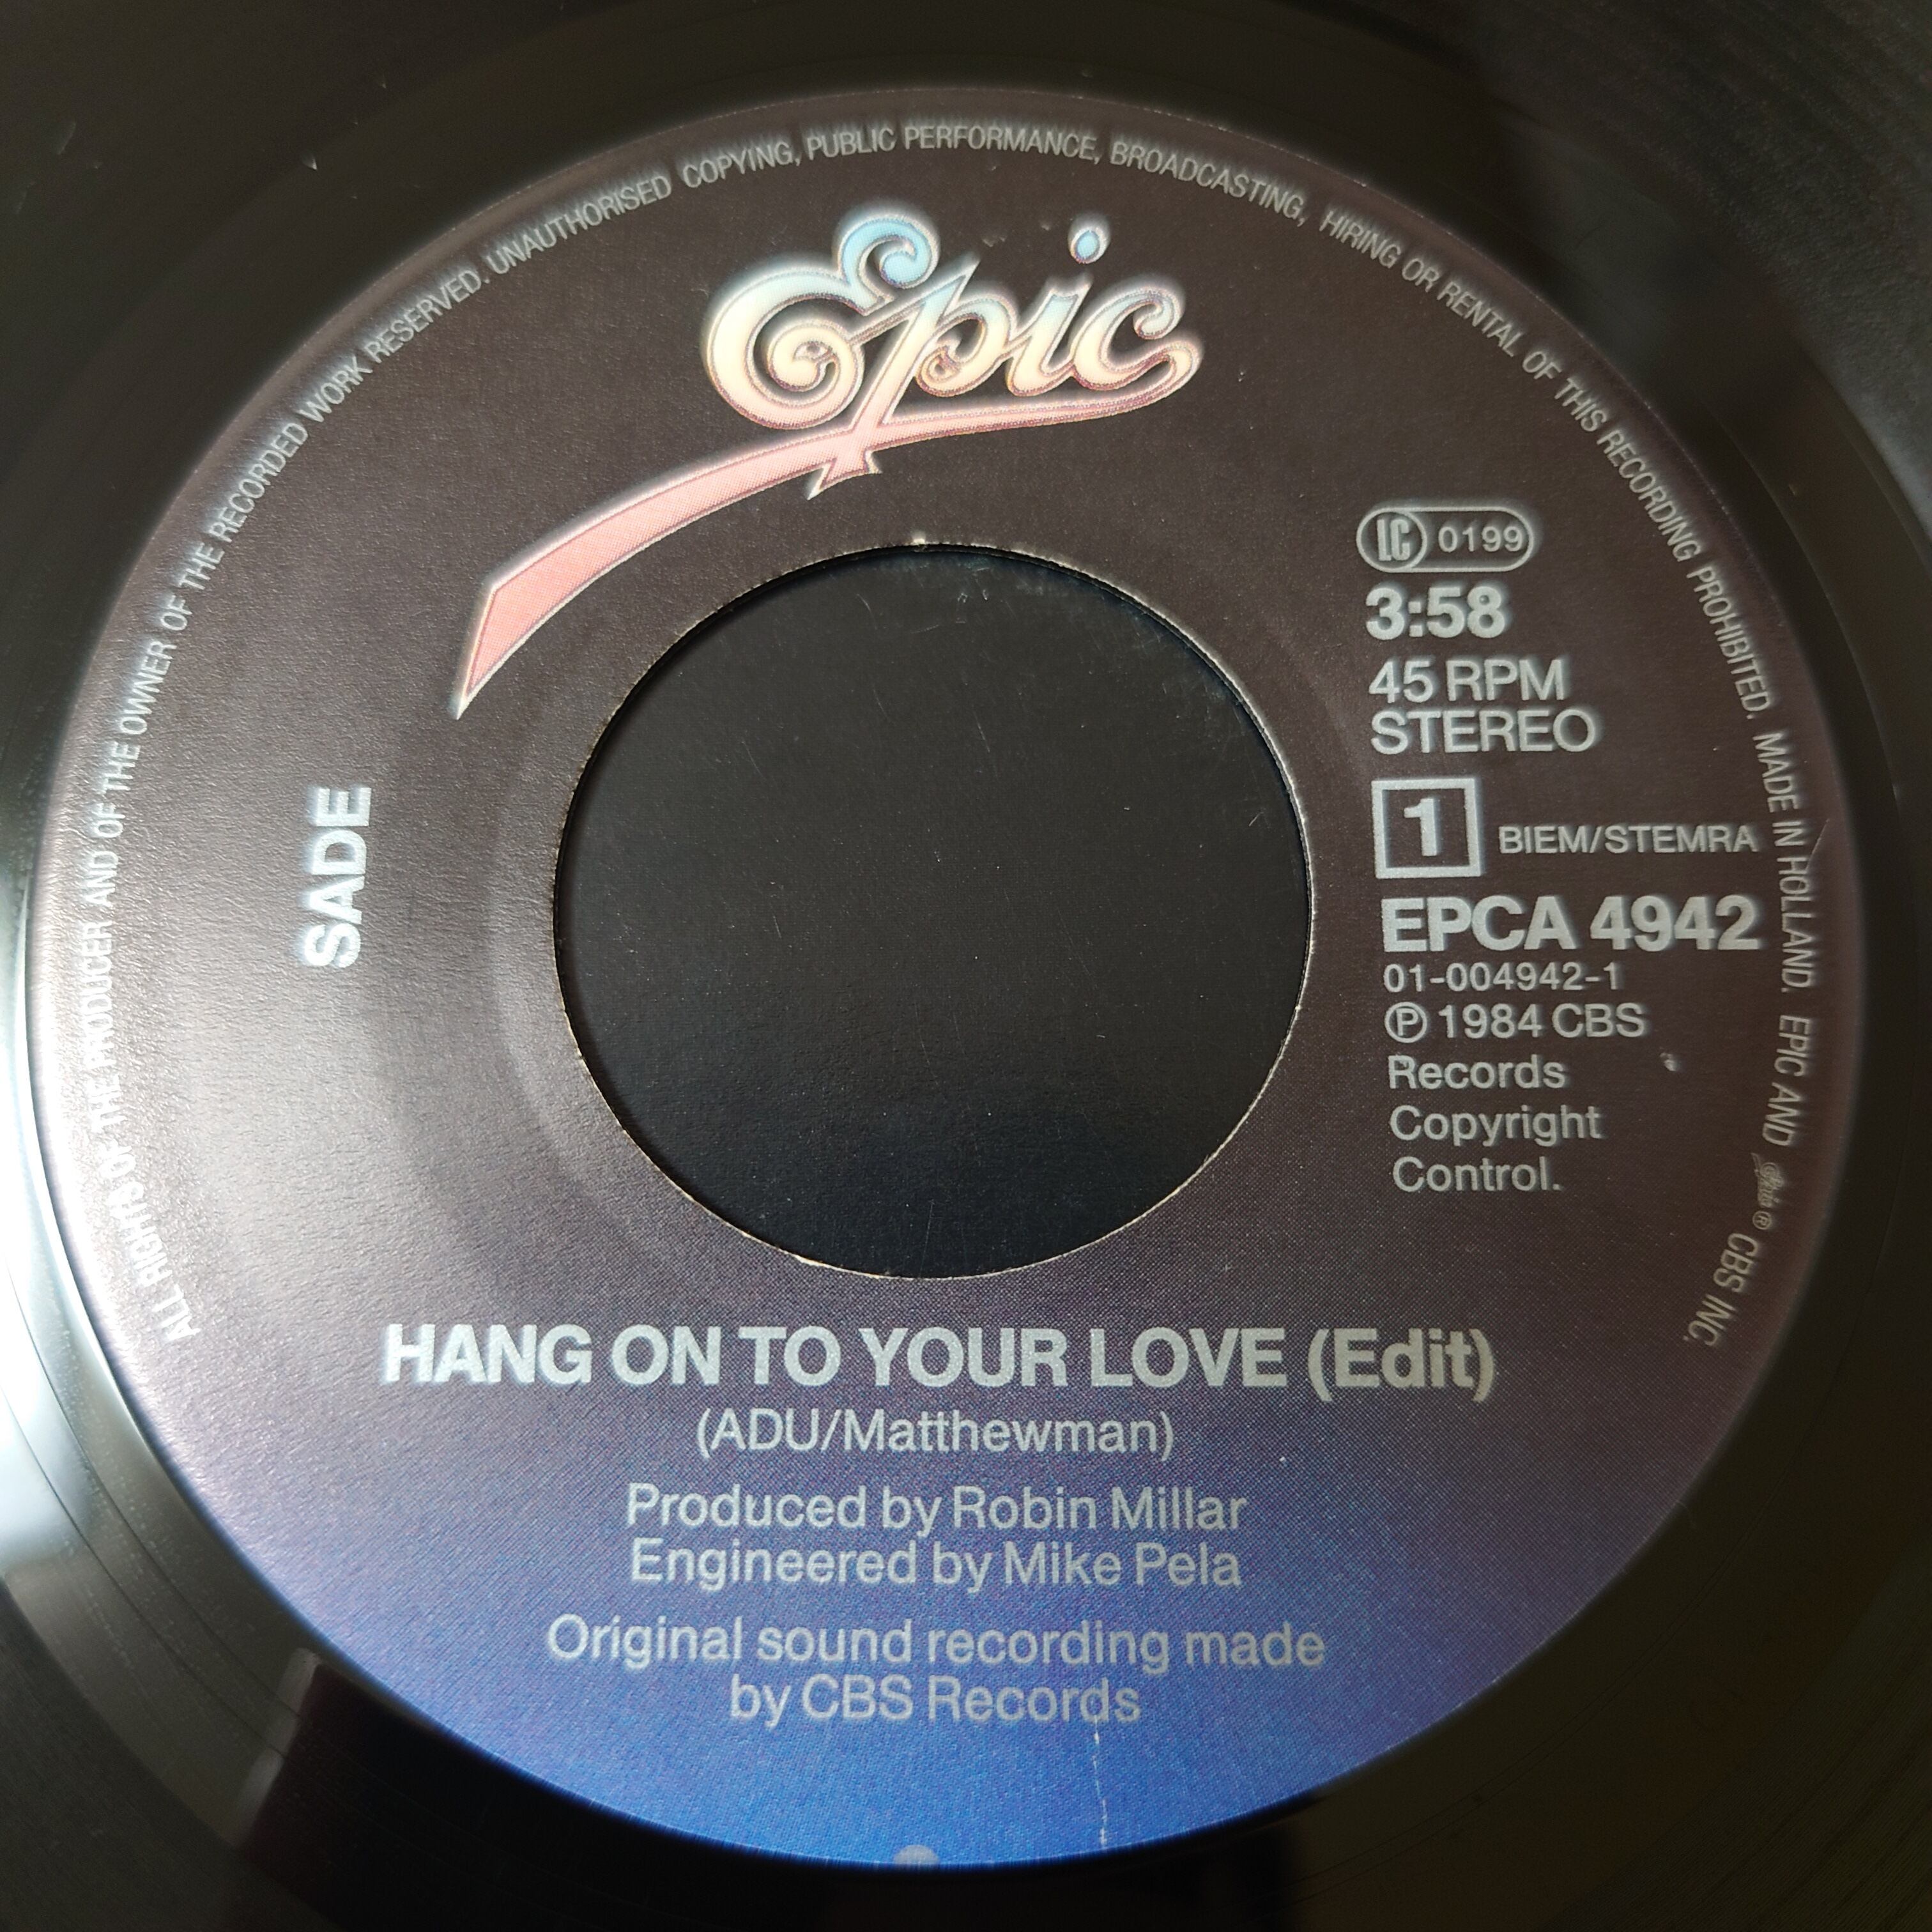 ALL RIGHTS OF THE PRODUCER AND OF THE OWNER OF THE RECORDED WORK RESERVED. UNAUTHORISED COPYING, PUBLIC PERFORMANCE, BROADCASTING, HIRING OR RENTAL OF THIS RECORDING PROHIBITED. MADE IN HOLLAND. EPIC AND Epic ® CBS INC.
Epic
LC 0199
3:58
45 RPM
STEREO
1 BIEM/STEMRA
SADE
EPCA 4942
01-004942-1
Ⓟ 1984 CBS
Records
Copyright
Control.
HANG ON TO YOUR LOVE (Edit)
(ADU/Matthewman)
Produced by Robin Millar
Engineered by Mike Pela
Original sound recording made
by CBS Records